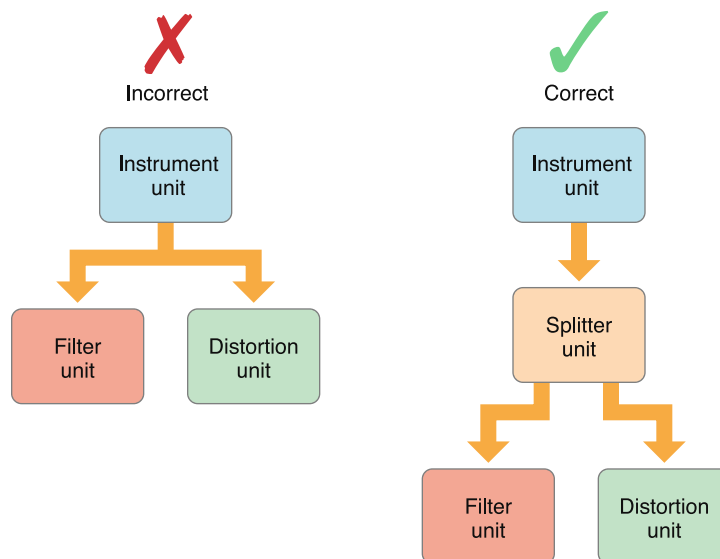 Incorrect
Correct
Instrument
unit
Instrument
unit
Filter
unit
Distortion
unit
Splitter
unit
Filter
unit
Distortion
unit